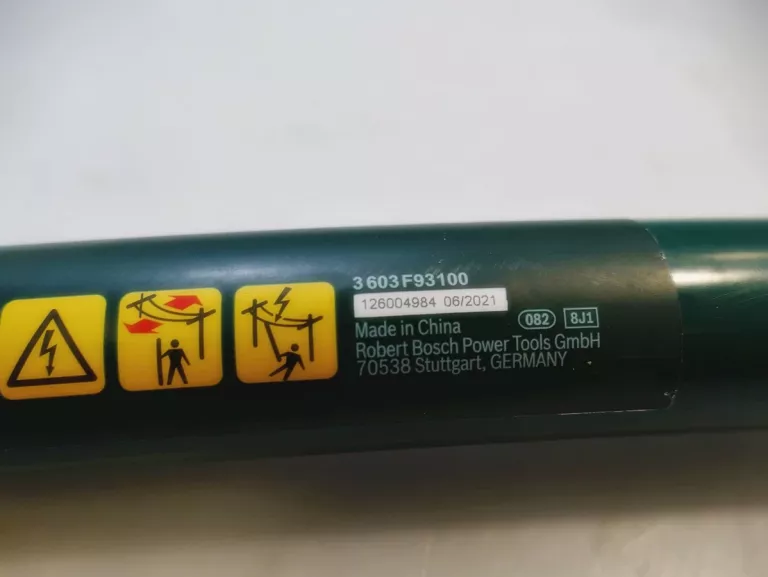 3 603 F93100
126004984 06/2021
Made in China 082 8J1
Robert Bosch Power Tools GmbH
70538 Stuttgart, GERMANY